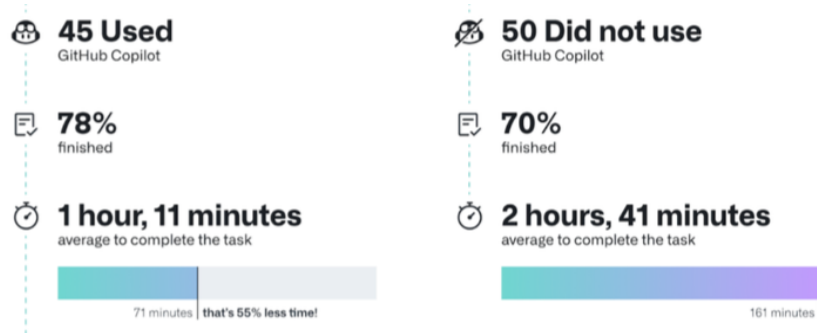 45 Used
GitHub Copilot
78%
finished
1 hour, 11 minutes
average to complete the task
71 minutes that's 55% less time!
50 Did not use
GitHub Copilot
70%
finished
2 hours, 41 minutes
average to complete the task
161 minutes